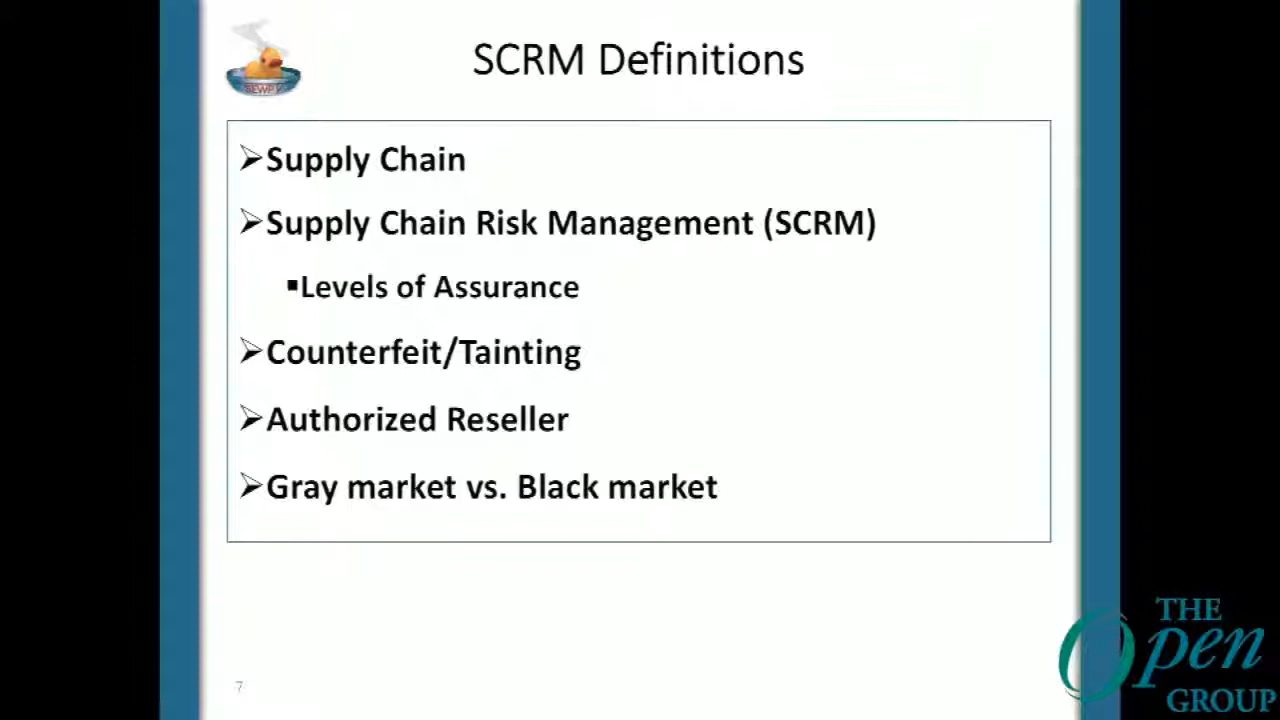 SCRM Definitions
➢Supply Chain
➢Supply Chain Risk Management (SCRM)
▪Levels of Assurance
➢Counterfeit/Tainting
➢Authorized Reseller
➢Gray market vs. Black market
7
THE
Open
GROUP